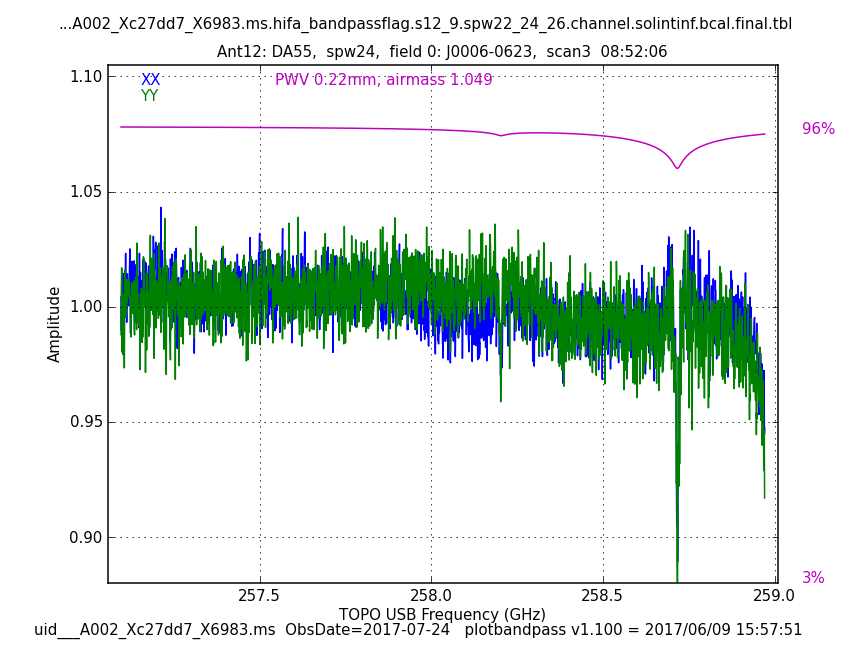 ...A002_Xc27dd7_X6983.ms.hifa_bandpassflag.s12_9.spw22_24_26.channel.solintinf.bcal.final.tbl
Ant12: DA55,  spw24,  field 0: J0006-0623,  scan3  08:52:06
1.10
XX
PWV 0.22mm, airmass 1.049
YY
96%
1.05
1.00
Amplitude
0.95
0.90
3%
257.5
258.0
258.5
259.0
TOPO USB Frequency (GHz)
uid___A002_Xc27dd7_X6983.ms  ObsDate=2017-07-24   plotbandpass v1.100 = 2017/06/09 15:57:51